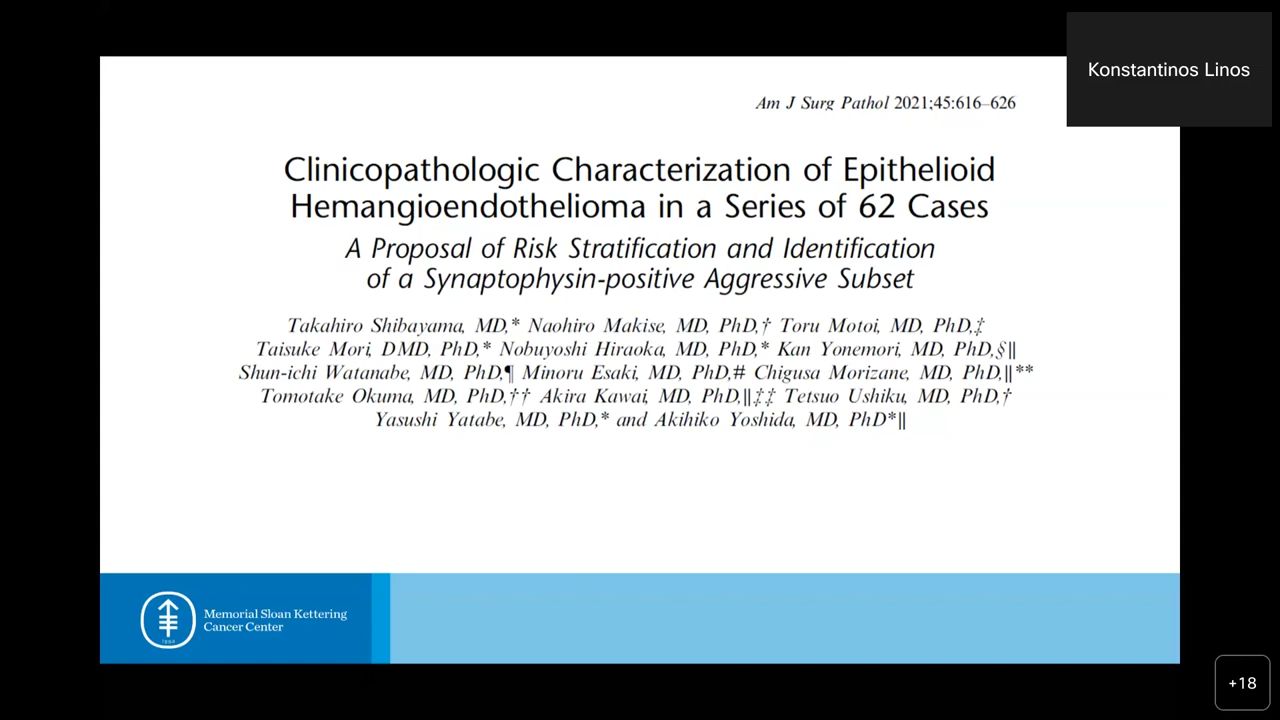 Konstantinos Linos
Am J Surg Pathol 2021;45:616–626
Clinicopathologic Characterization of Epithelioid
Hemangioendothelioma in a Series of 62 Cases
A Proposal of Risk Stratification and Identification
of a Synaptophysin-positive Aggressive Subset
Takahiro Shibayama, MD,* Naohiro Makise, MD, PhD,† Toru Motoi, MD, PhD,‡
Taisuke Mori, DMD, PhD,* Nobuyoshi Hiraoka, MD, PhD,* Kan Yonemori, MD, PhD,§∥
Shun-ichi Watanabe, MD, PhD,¶ Minoru Esaki, MD, PhD,# Chigusa Morizane, MD, PhD,∥**
Tomotake Okuma, MD, PhD,†† Akira Kawai, MD, PhD,∥‡‡ Tetsuo Ushiku, MD, PhD,†
Yasushi Yatabe, MD, PhD,* and Akihiko Yoshida, MD, PhD*∥
Memorial Sloan Kettering
Cancer Center
1884
+18